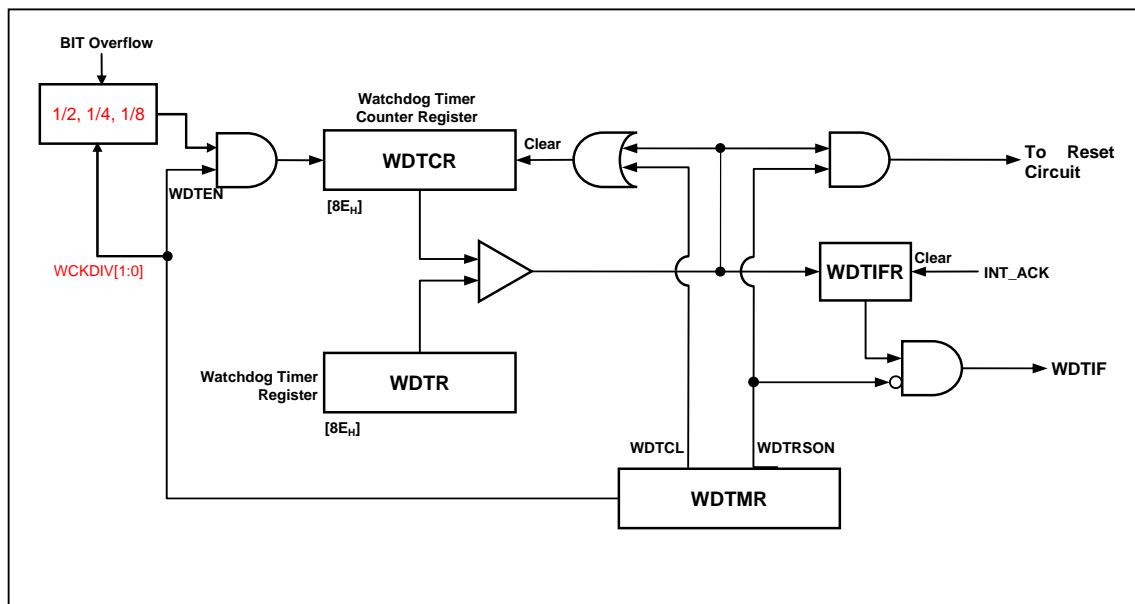 BIT Overflow
1/2, 1/4, 1/8
Watchdog Timer
Counter Register
WDTCR
Clear
To Reset
Circuit
WDTEN
[8EH]
WCKDIV[1:0]
WDTIFR
Clear
INT_ACK
Watchdog Timer
Register
WDTR
WDTIF
[8EH]
WDTCL
WDTRSON
WDTMR